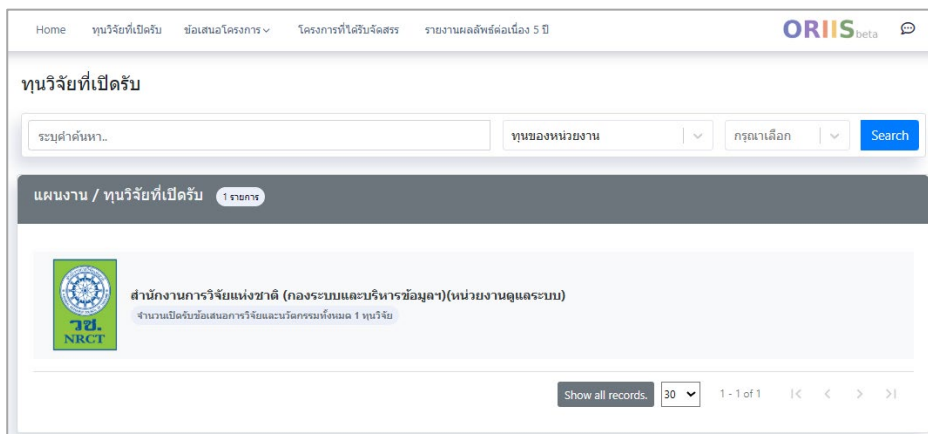 Home ทุนวิจัยที่เปิดรับ ข้อเสนอโครงการ โครงการที่ได้รับจัดสรร รายงานผลลัพธ์ต่อเนื่อง 5 ปี ORIIS beta
ทุนวิจัยที่เปิดรับ
ระบุคำค้นหา.. ทุนของหน่วยงาน กรุณาเลือก Search
แผนงาน / ทุนวิจัยที่เปิดรับ 1 รายการ
สำนักงานการวิจัยแห่งชาติ (กองระบบและบริหารข้อมูลฯ)(หน่วยงานดูแลระบบ)
จำนวนเปิดรับข้อเสนอการวิจัยและนวัตกรรมทั้งหมด 1 ทุนวิจัย
วช.
NRCT
Show all records. 30 1 - 1 of 1